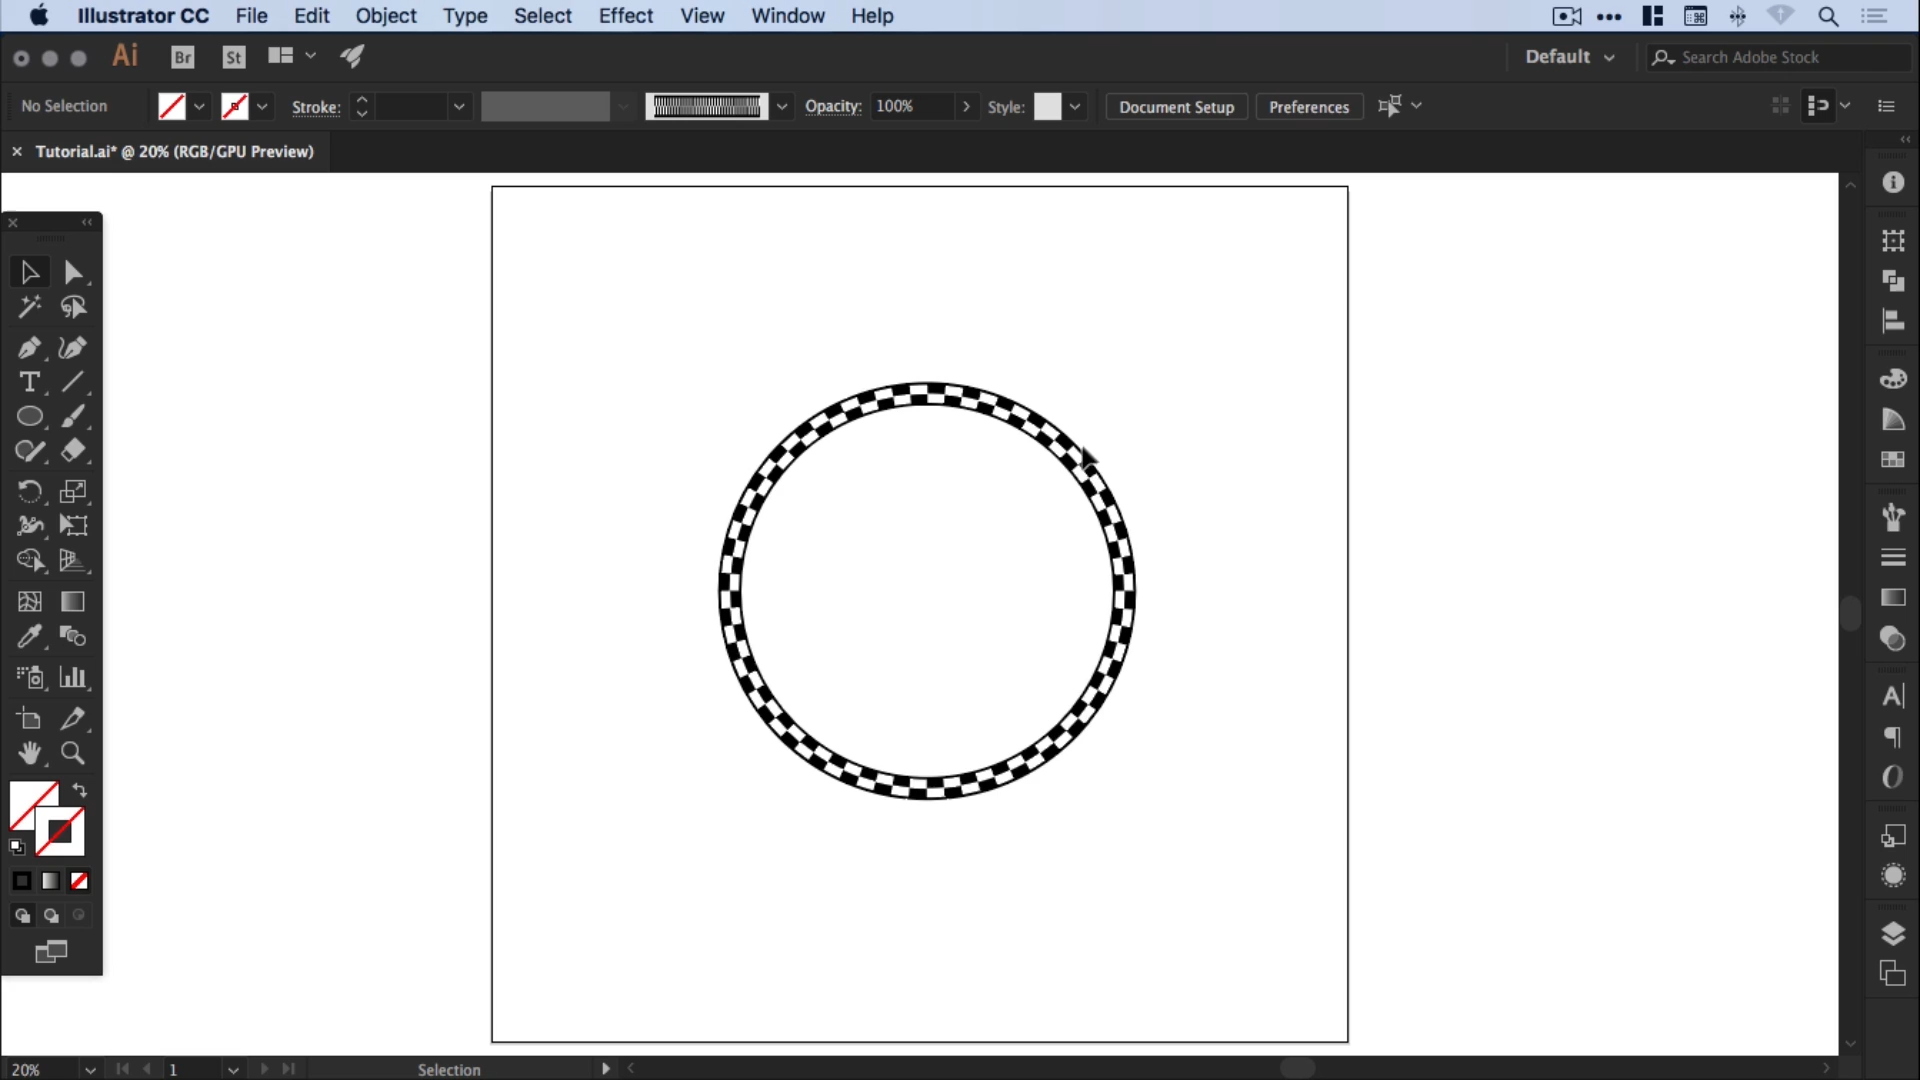 Illustrator CC File Edit Object Type Select Effect View Window Help
Ai Br St Default Search Adobe Stock
No Selection Stroke: Opacity: 100% Style: Document Setup Preferences
× Tutorial.ai* @ 20% (RGB/GPU Preview)
20% 1 Selection